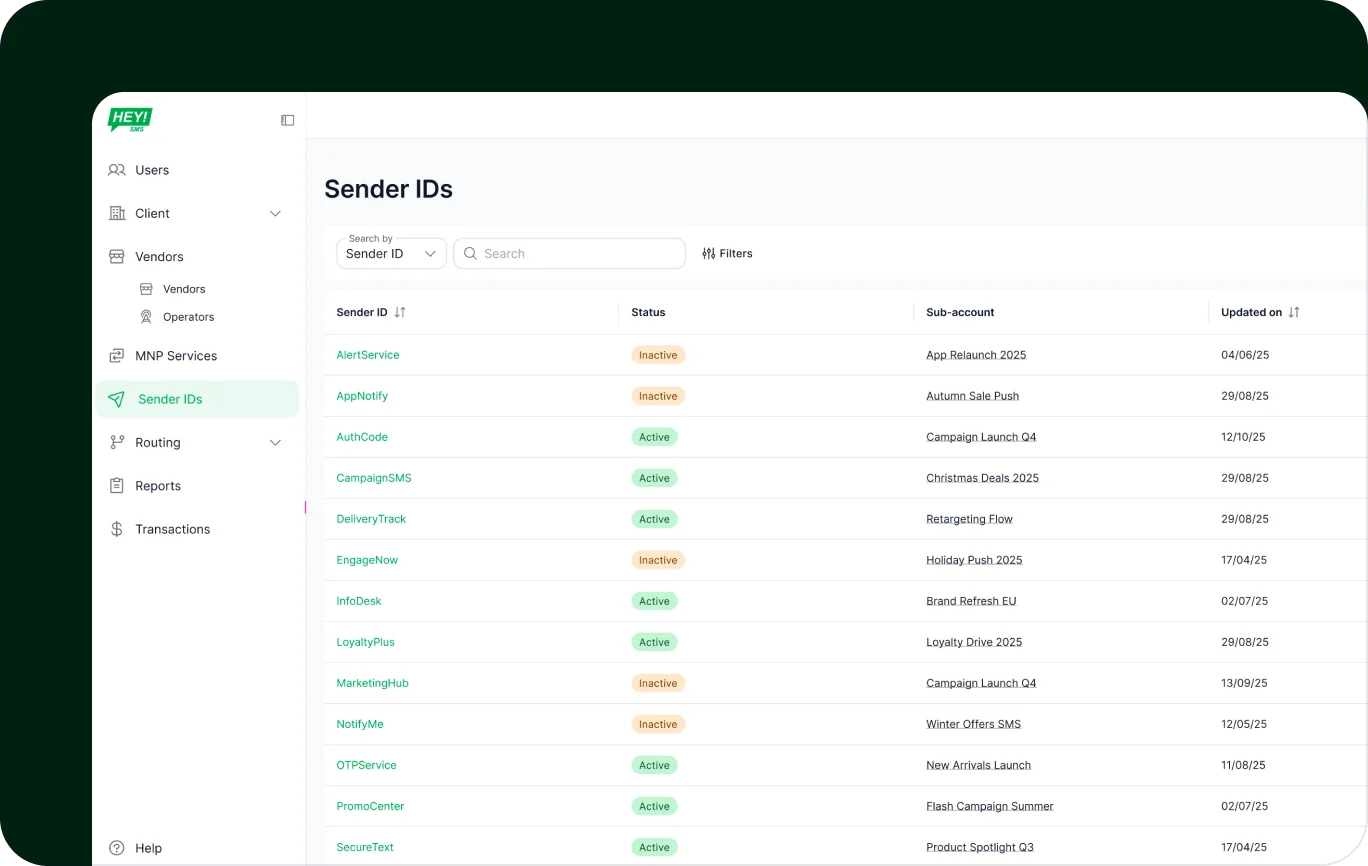 HEY!
SMS
Users
Client
Vendors
Vendors
Operators
MNP Services
Sender IDs
Routing
Reports
Transactions
Help
Sender IDs
Search by
Sender ID
Search
Filters
Sender ID Status Sub-account Updated on
AlertService Inactive App Relaunch 2025 04/06/25
AppNotify Inactive Autumn Sale Push 29/08/25
AuthCode Active Campaign Launch Q4 12/10/25
CampaignSMS Active Christmas Deals 2025 29/08/25
DeliveryTrack Active Retargeting Flow 29/08/25
EngageNow Inactive Holiday Push 2025 17/04/25
InfoDesk Active Brand Refresh EU 02/07/25
LoyaltyPlus Active Loyalty Drive 2025 29/08/25
MarketingHub Inactive Campaign Launch Q4 13/09/25
NotifyMe Inactive Winter Offers SMS 12/05/25
OTPService Active New Arrivals Launch 11/08/25
PromoCenter Active Flash Campaign Summer 02/07/25
SecureText Active Product Spotlight Q3 17/04/25